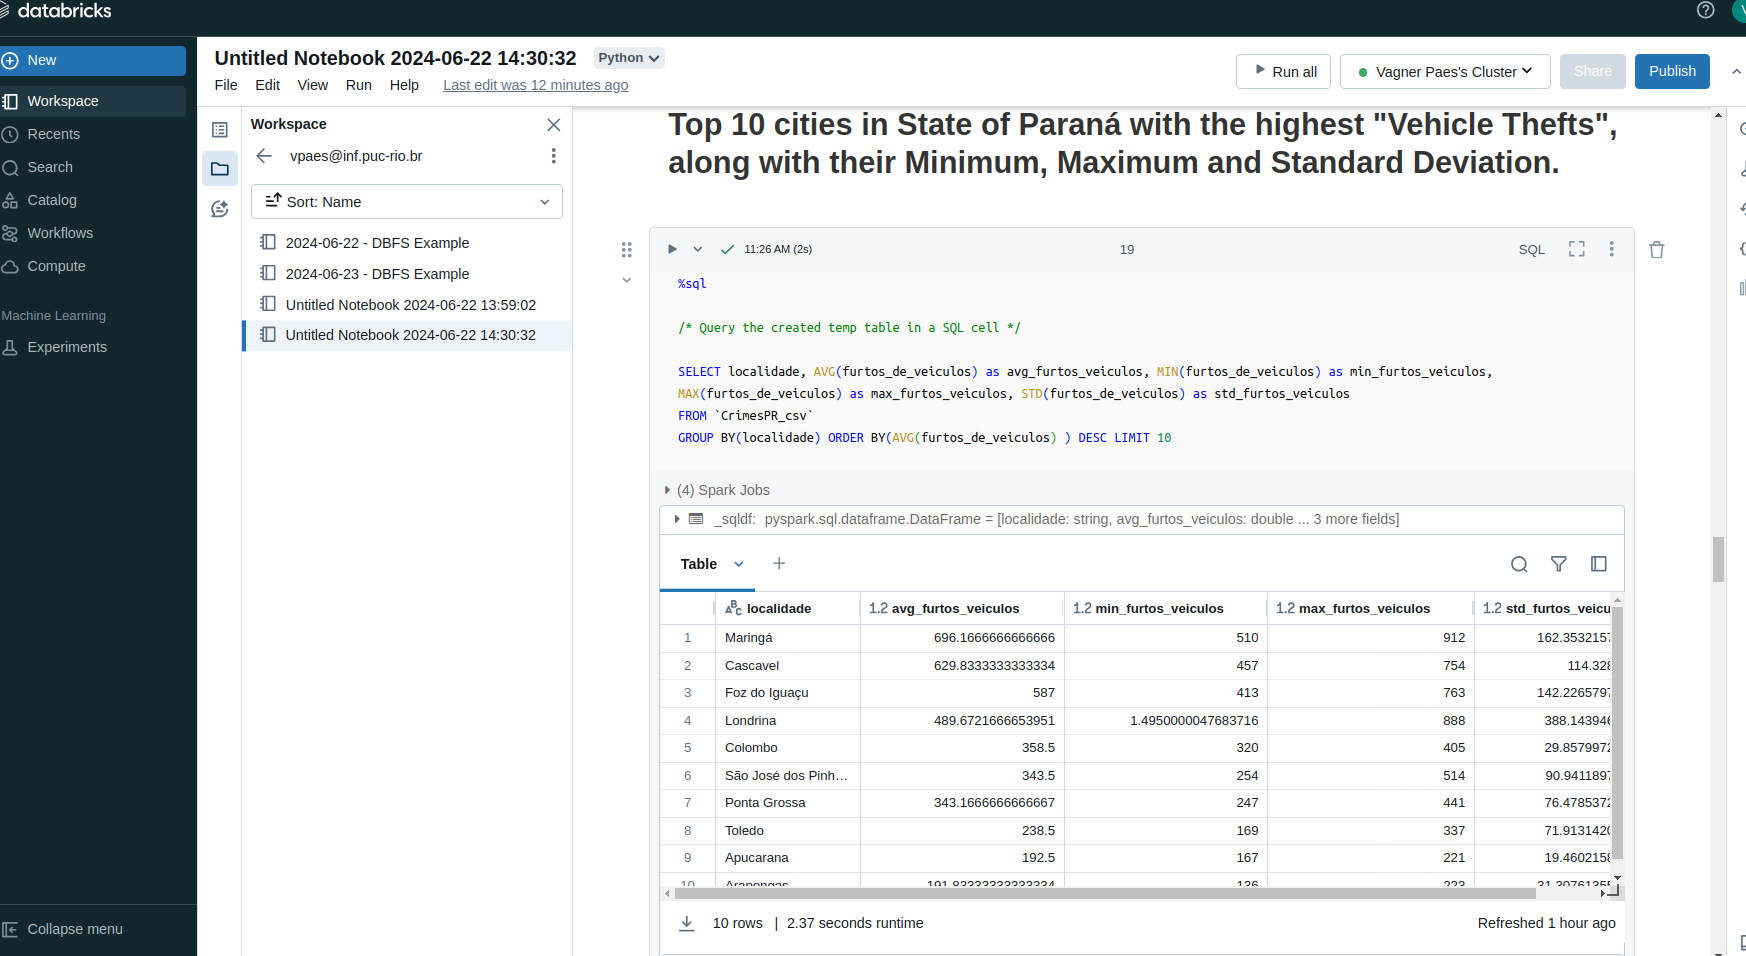 databricks
New
Workspace
Recents
Search
Catalog
Workflows
Compute
Machine Learning
Experiments
Collapse menu
Untitled Notebook 2024-06-22 14:30:32 Python
File Edit View Run Help Last edit was 12 minutes ago
Run all Vagner Paes's Cluster Share Publish
Workspace
vpaes@inf.puc-rio.br
Sort: Name
2024-06-22 - DBFS Example
2024-06-23 - DBFS Example
Untitled Notebook 2024-06-22 13:59:02
Untitled Notebook 2024-06-22 14:30:32
Top 10 cities in State of Paraná with the highest "Vehicle Thefts",
along with their Minimum, Maximum and Standard Deviation.
11:26 AM (2s) 19 SQL
%sql
/* Query the created temp table in a SQL cell */
SELECT localidade, AVG(furtos_de_veiculos) as avg_furtos_veiculos, MIN(furtos_de_veiculos) as min_furtos_veiculos,
MAX(furtos_de_veiculos) as max_furtos_veiculos, STD(furtos_de_veiculos) as std_furtos_veiculos
FROM `CrimesPR_csv`
GROUP BY(localidade) ORDER BY(AVG(furtos_de_veiculos) ) DESC LIMIT 10
(4) Spark Jobs
_sqldf: pyspark.sql.dataframe.DataFrame = [localidade: string, avg_furtos_veiculos: double ... 3 more fields]
Table
ABC localidade 1.2 avg_furtos_veiculos 1.2 min_furtos_veiculos 1.2 max_furtos_veiculos 1.2 std_furtos_veicu
1 Maringá 696.1666666666666 510 912 162.3532157
2 Cascavel 629.8333333333334 457 754 114.328
3 Foz do Iguaçu 587 413 763 142.2265797
4 Londrina 489.6721666653951 1.4950000047683716 888 388.143946
5 Colombo 358.5 320 405 29.8579972
6 São José dos Pinh… 343.5 254 514 90.9411897
7 Ponta Grossa 343.1666666666667 247 441 76.4785372
8 Toledo 238.5 169 337 71.9131420
9 Apucarana 192.5 167 221 19.4602158
10 Arapongas 191.83333333333334 136 223 31.30761355
10 rows | 2.37 seconds runtime Refreshed 1 hour ago